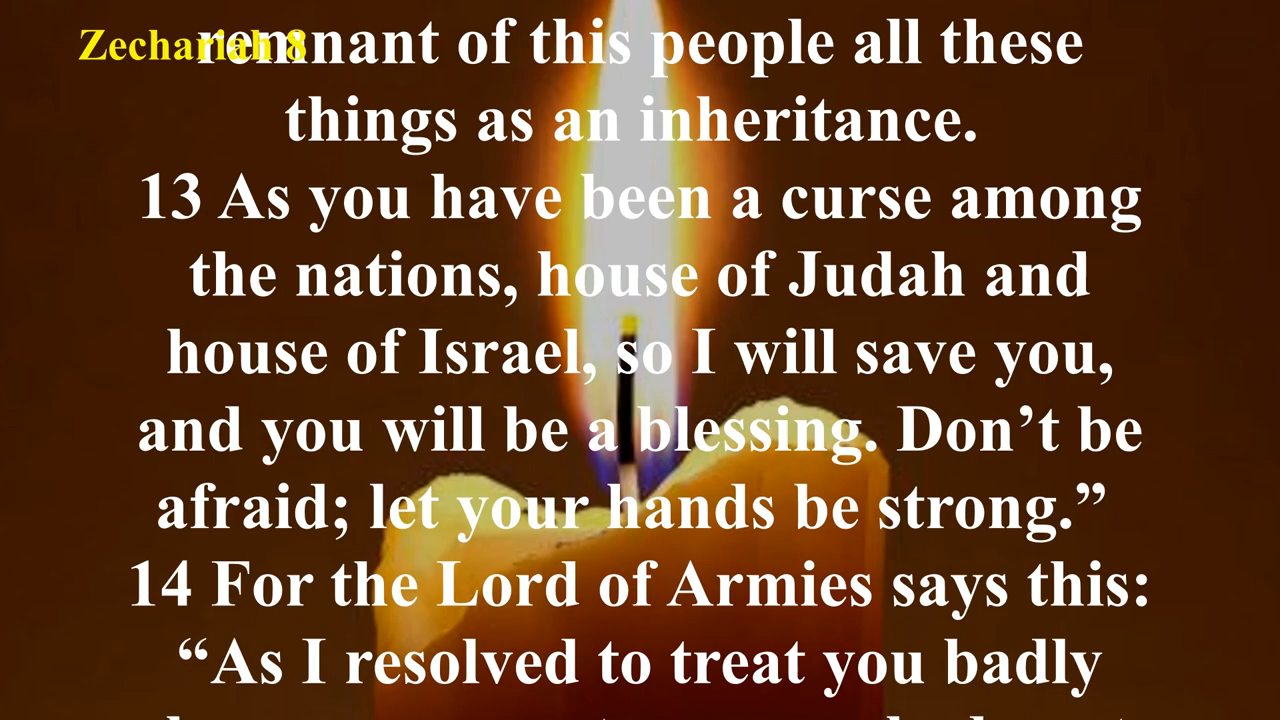 Zechariah 8
remnant of this people all these
things as an inheritance.
13 As you have been a curse among
the nations, house of Judah and
house of Israel, so I will save you,
and you will be a blessing. Don’t be
afraid; let your hands be strong.”
14 For the Lord of Armies says this:
“As I resolved to treat you badly